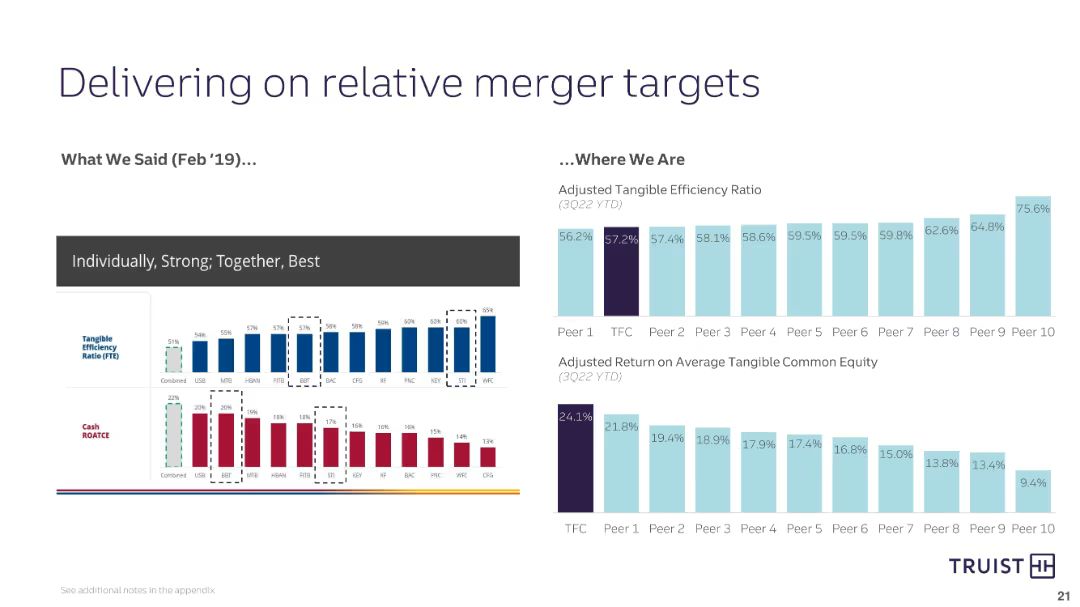 Delivering on relative merger targets
What We Said (Feb '19)...
Individually, Strong; Together, Best
Tangible
Efficiency
Ratio (FTE)
51% 54% 55% 57% 57% 57% 58% 58% 59% 60% 60% 60% 65%
Combined USB MTB HBAN FITB BBT BAC CFG RF PNC KEY STI WFC
Cash
ROATCE
22% 20% 20% 19% 18% 18% 17% 16% 16% 16% 15% 14% 13%
Combined USB BBT MTB HBAN FITB STI KEY RF BAC PNC WFC CFG
...Where We Are
Adjusted Tangible Efficiency Ratio
(3Q22 YTD)
56.2% 57.2% 57.4% 58.1% 58.6% 59.5% 59.5% 59.8% 62.6% 64.8% 75.6%
Peer 1 TFC Peer 2 Peer 3 Peer 4 Peer 5 Peer 6 Peer 7 Peer 8 Peer 9 Peer 10
Adjusted Return on Average Tangible Common Equity
(3Q22 YTD)
24.1% 21.8% 19.4% 18.9% 17.9% 17.4% 16.8% 15.0% 13.8% 13.4% 9.4%
TFC Peer 1 Peer 2 Peer 3 Peer 4 Peer 5 Peer 6 Peer 7 Peer 8 Peer 9 Peer 10
TRUIST
See additional notes in the appendix
21